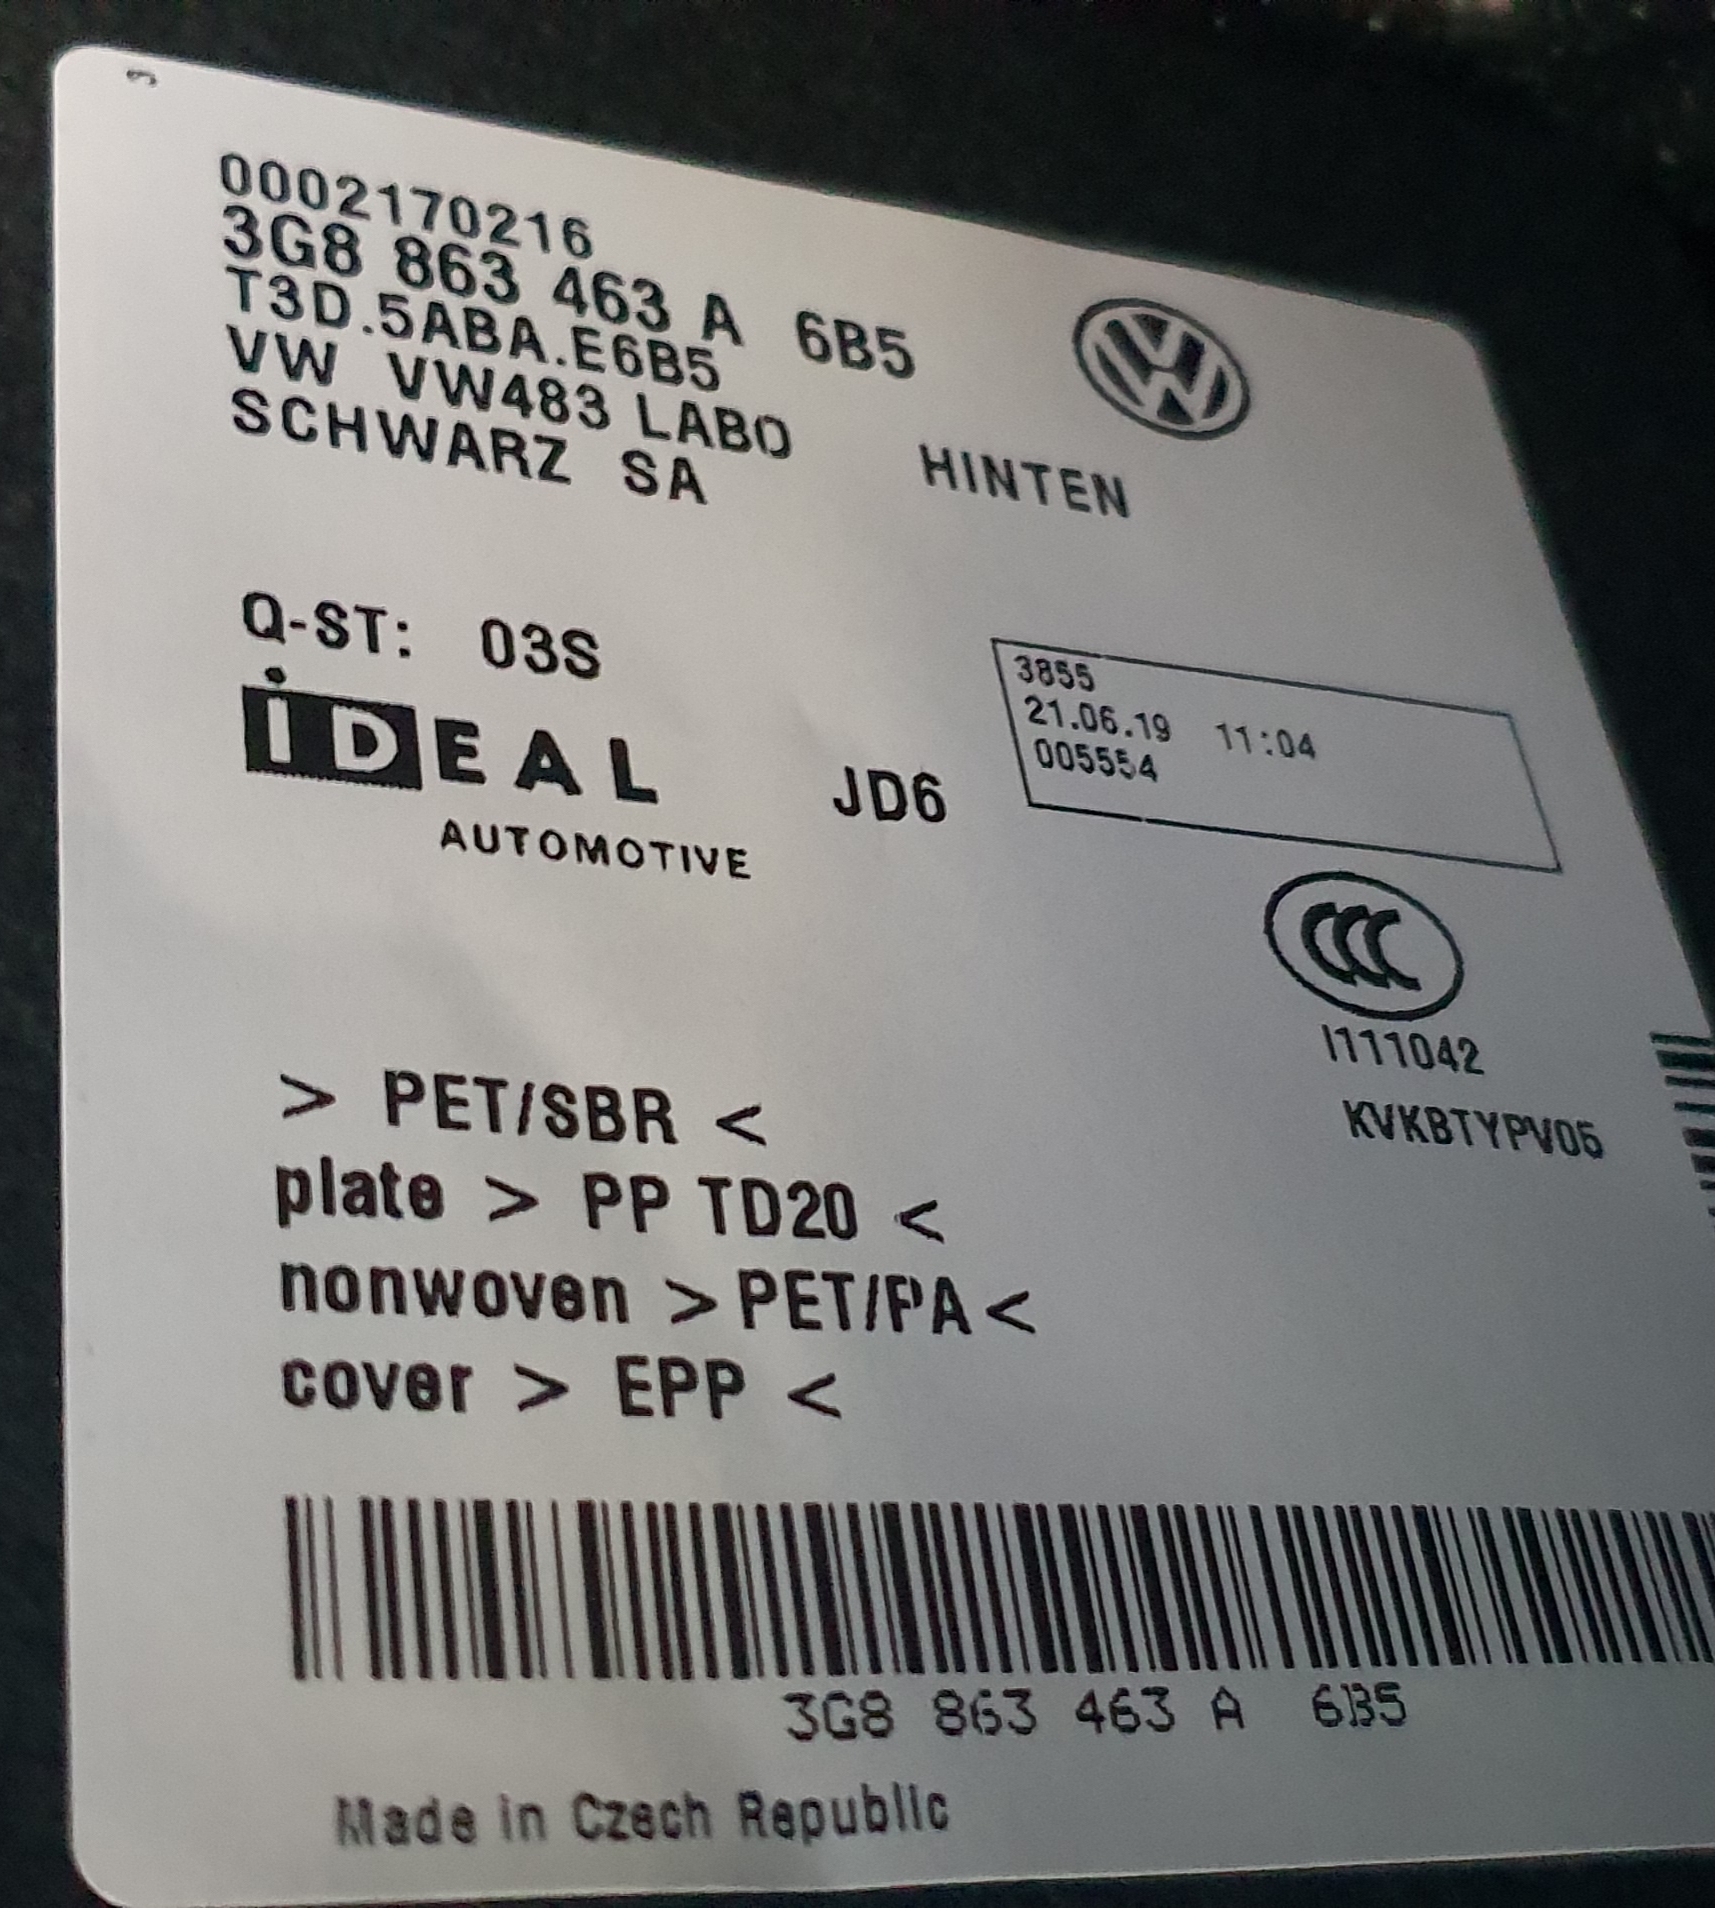 0002170216
3G8 863 463 A 6B5
T3D.5ABA.E6B5
VW VW483 LABO
SCHWARZ SA HINTEN
Q-ST: 03S
iDEAL
AUTOMOTIVE
JD6
3855
21.06.19 11:04
005554
CCC
I111042
KVKBTYPV05
> PET/SBR <
plate > PP TD20 <
nonwoven > PET/PA <
cover > EPP <
3G8 863 463 A 6B5
Made in Czech Republic